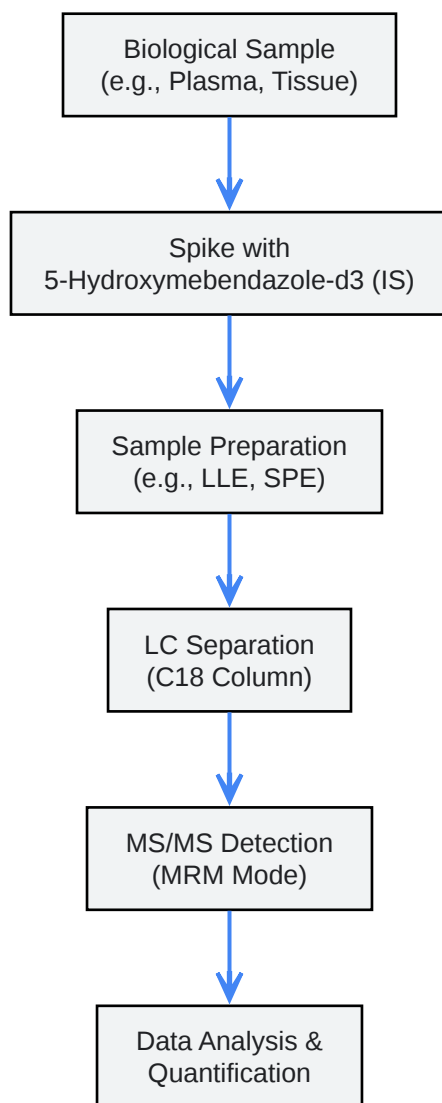 Biological Sample
(e.g., Plasma, Tissue)
Spike with
5-Hydroxymebendazole-d3 (IS)
Sample Preparation
(e.g., LLE, SPE)
LC Separation
(C18 Column)
MS/MS Detection
(MRM Mode)
Data Analysis &
Quantification